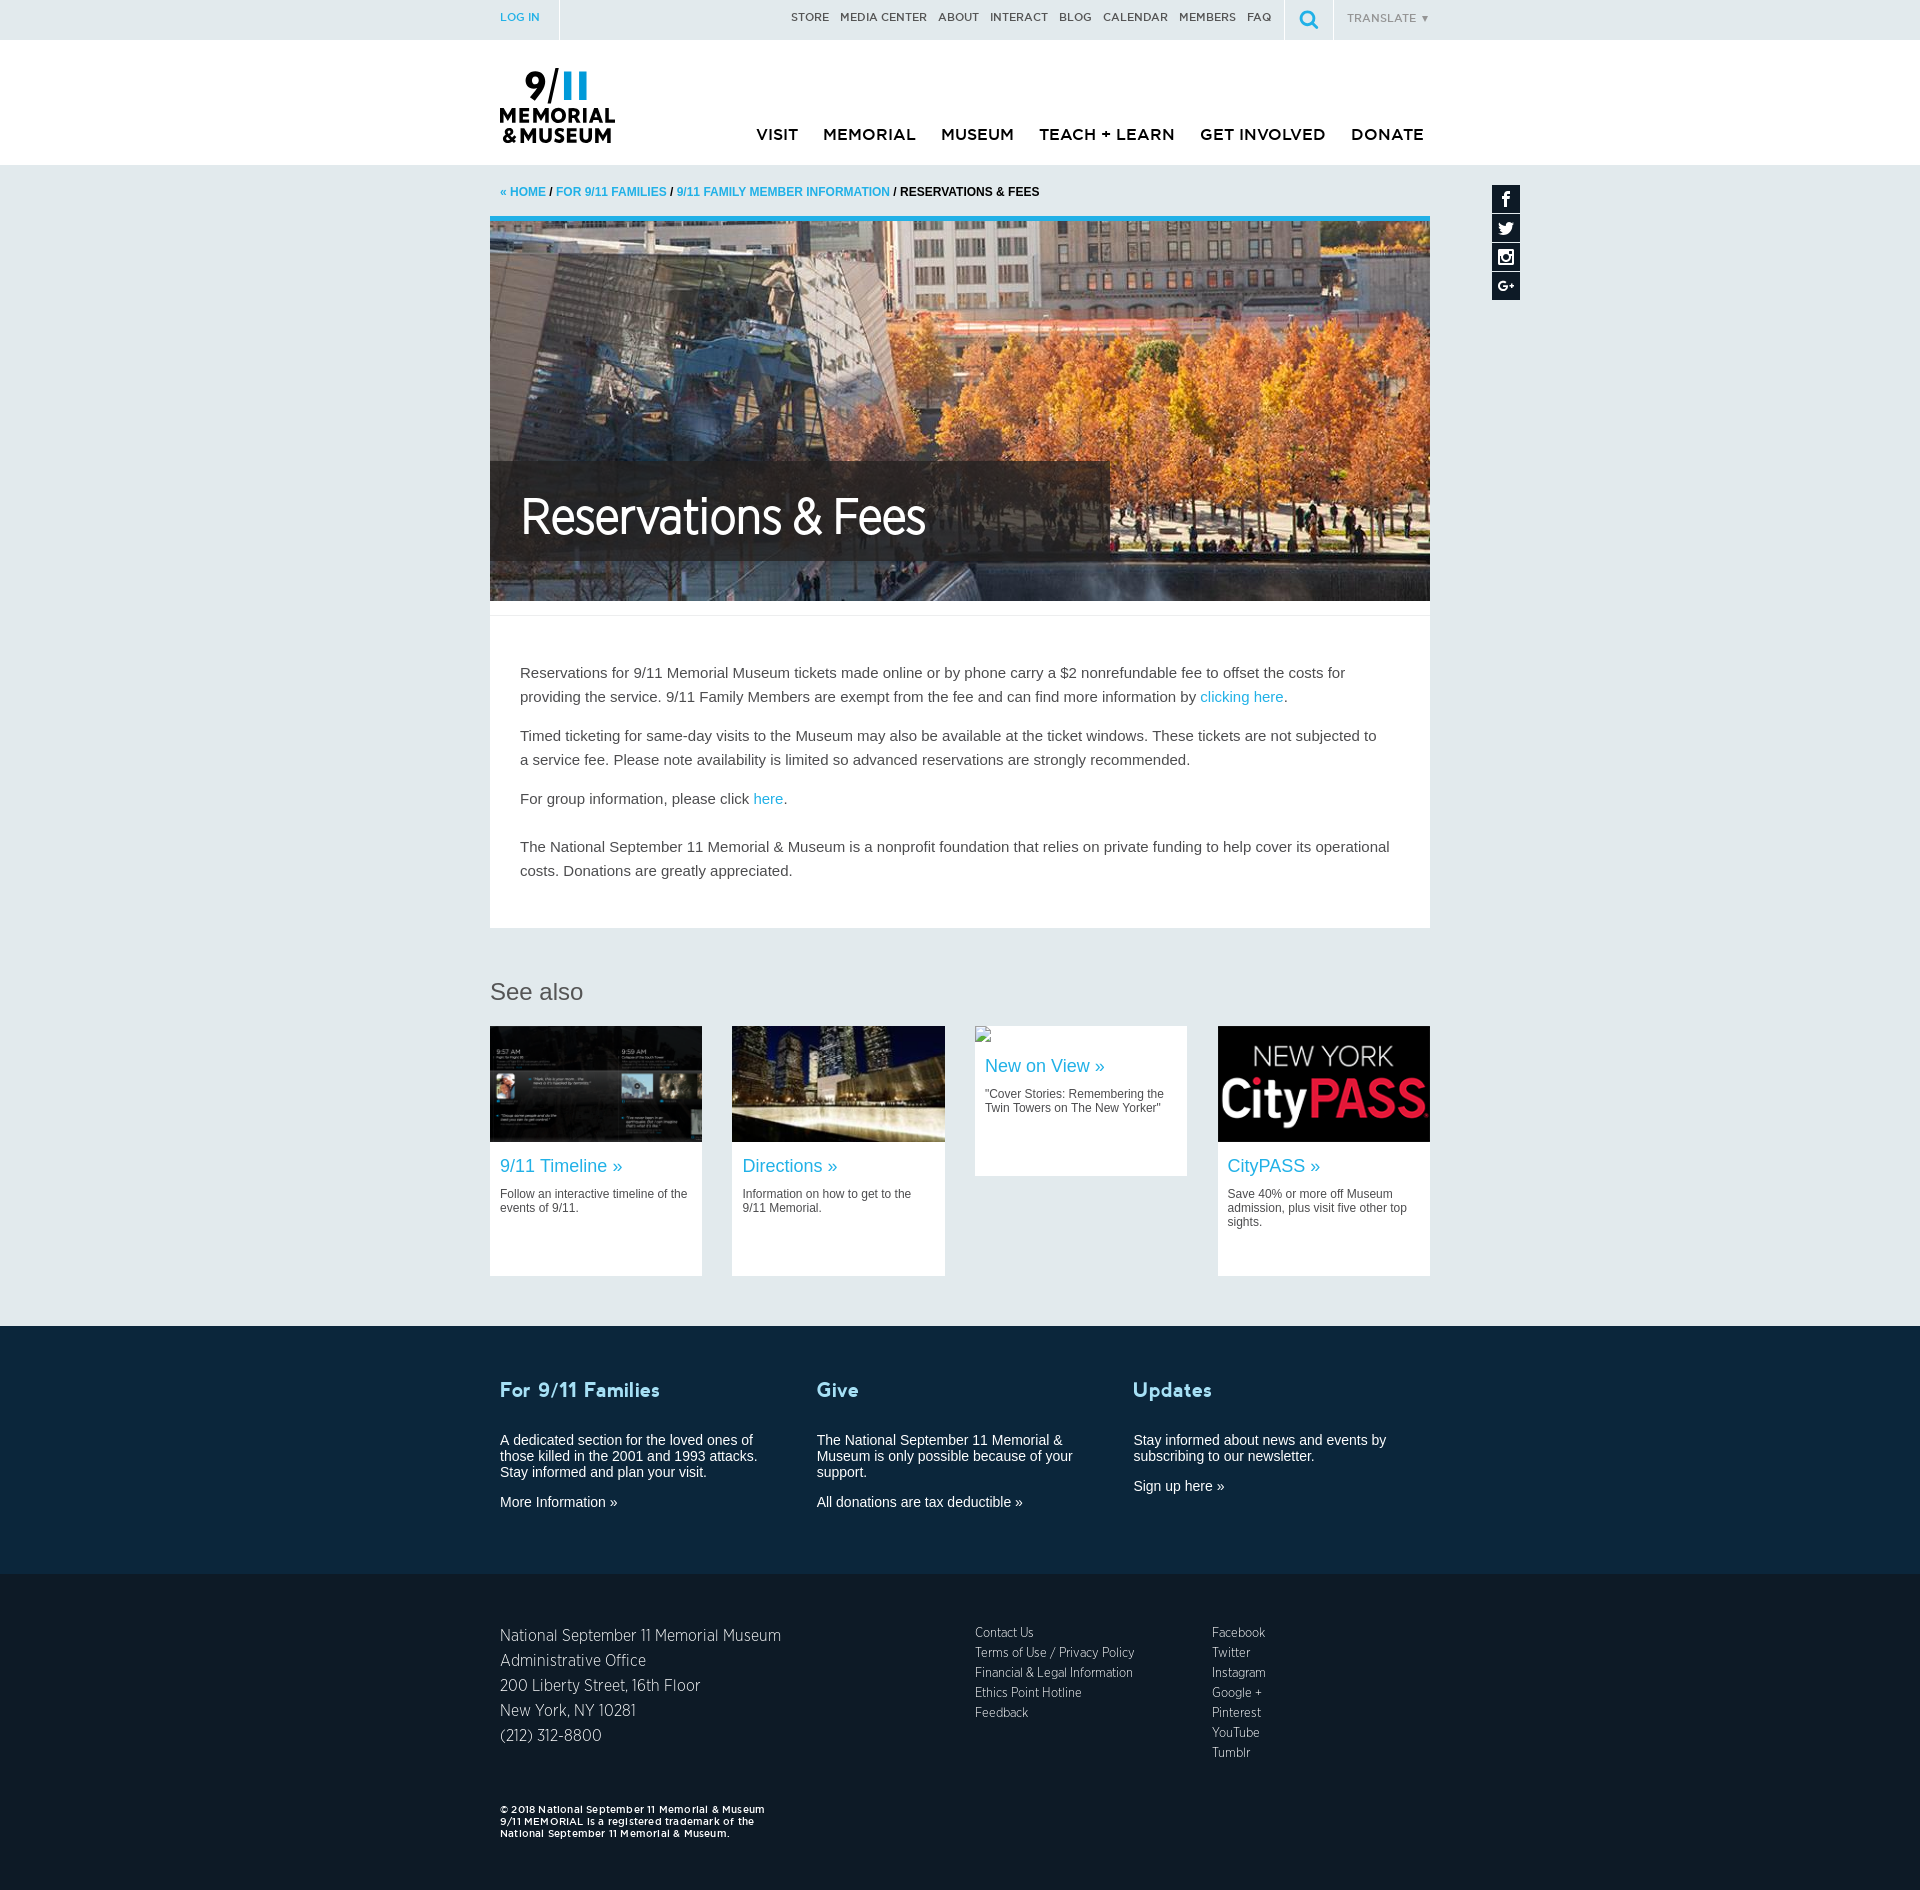 LOG IN
STORE MEDIA CENTER ABOUT INTERACT BLOG CALENDAR MEMBERS FAQ
TRANSLATE ▼
9/11
MEMORIAL
&MUSEUM
VISIT MEMORIAL MUSEUM TEACH + LEARN GET INVOLVED DONATE
« HOME / FOR 9/11 FAMILIES / 9/11 FAMILY MEMBER INFORMATION / RESERVATIONS & FEES
Reservations & Fees
Reservations for 9/11 Memorial Museum tickets made online or by phone carry a $2 nonrefundable fee to offset the costs for
providing the service. 9/11 Family Members are exempt from the fee and can find more information by clicking here.
Timed ticketing for same-day visits to the Museum may also be available at the ticket windows. These tickets are not subjected to
a service fee. Please note availability is limited so advanced reservations are strongly recommended.
For group information, please click here.
The National September 11 Memorial & Museum is a nonprofit foundation that relies on private funding to help cover its operational
costs. Donations are greatly appreciated.
See also
9:57 AM
9:59 AM
9/11 Timeline »
Follow an interactive timeline of the
events of 9/11.
Directions »
Information on how to get to the
9/11 Memorial.
New on View »
"Cover Stories: Remembering the
Twin Towers on The New Yorker"
NEW YORK
CityPASS
CityPASS »
Save 40% or more off Museum
admission, plus visit five other top
sights.
For 9/11 Families
A dedicated section for the loved ones of
those killed in the 2001 and 1993 attacks.
Stay informed and plan your visit.
More Information »
Give
The National September 11 Memorial &
Museum is only possible because of your
support.
All donations are tax deductible »
Updates
Stay informed about news and events by
subscribing to our newsletter.
Sign up here »
National September 11 Memorial Museum
Administrative Office
200 Liberty Street, 16th Floor
New York, NY 10281
(212) 312-8800
Contact Us
Terms of Use / Privacy Policy
Financial & Legal Information
Ethics Point Hotline
Feedback
Facebook
Twitter
Instagram
Google +
Pinterest
YouTube
Tumblr
© 2018 National September 11 Memorial & Museum
9/11 MEMORIAL is a registered trademark of the
National September 11 Memorial & Museum.